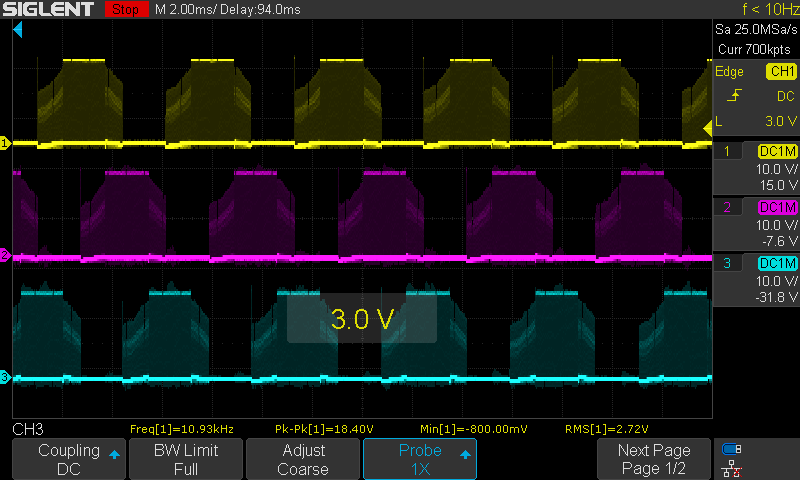 SIGLENT Stop M 2.00ms/ Delay:94.0ms f < 10Hz
Sa 25.0MSa/s
Curr 700kpts
Edge CH1
DC
L 3.0 V
1 DC1M
10.0 V/
15.0 V
2 DC1M
10.0 V/
-7.6 V
3 DC1M
10.0 V/
-31.8 V
1
2
3
3.0 V
CH3 Freq[1]=10.93kHz Pk-Pk[1]=18.40V Min[1]=-800.00mV RMS[1]=2.72V
Coupling BW Limit Adjust Probe Next Page
DC Full Coarse 1X Page 1/2